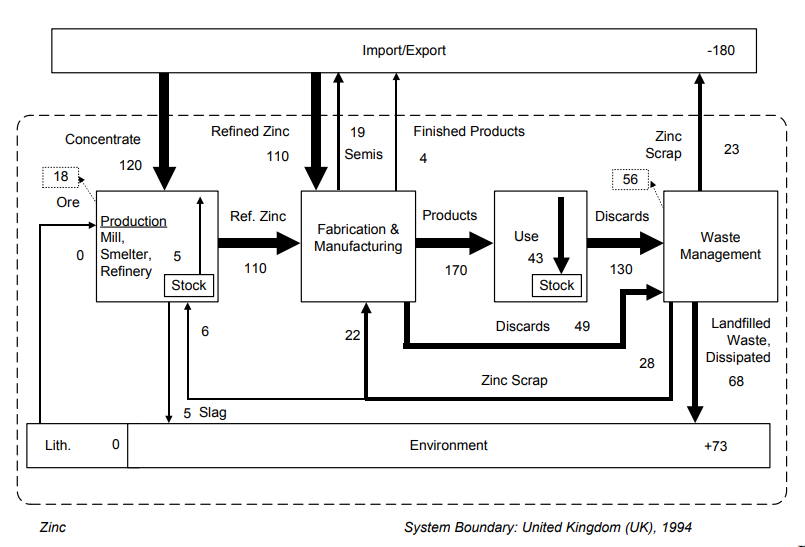 Import/Export -180
Concentrate
120
Refined Zinc
110
19
Semis
Finished Products
4
Zinc
Scrap
23
18
Ore
0
Production
Mill,
Smelter,
Refinery
5
Stock
Ref. Zinc
110
Fabrication &
Manufacturing
Products
170
Use
43
Stock
Discards
130
56
Waste
Management
6
22
Discards 49
28
Zinc Scrap
Landfilled
Waste,
Dissipated
68
5 Slag
Lith. 0
Environment +73
Zinc
System Boundary: United Kingdom (UK), 1994